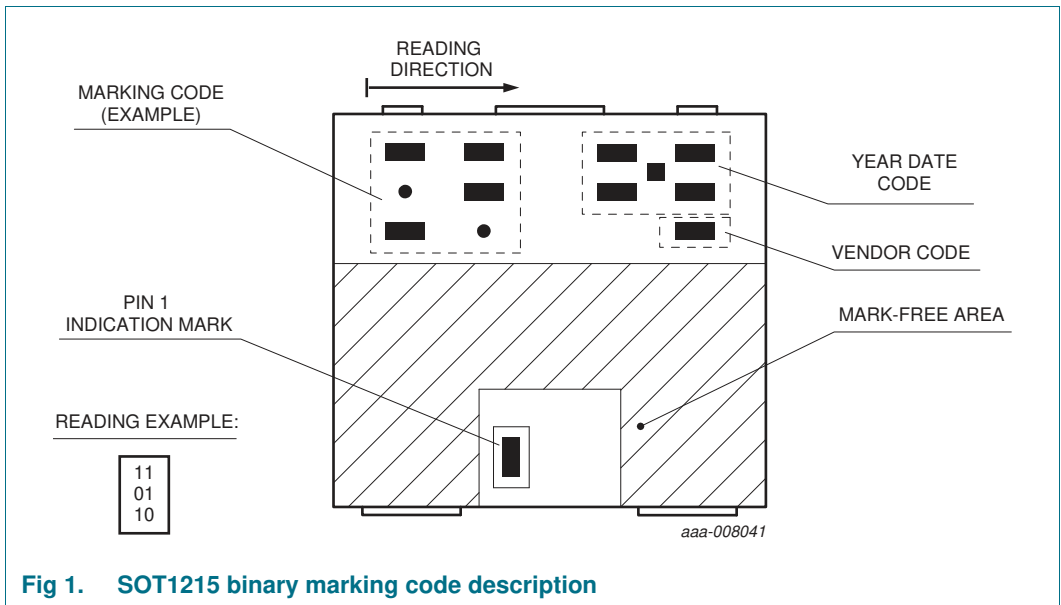 READING
DIRECTION
MARKING CODE
(EXAMPLE)
YEAR DATE
CODE
VENDOR CODE
PIN 1
INDICATION MARK
MARK-FREE AREA
READING EXAMPLE:
11
01
10
aaa-008041
Fig 1. SOT1215 binary marking code description